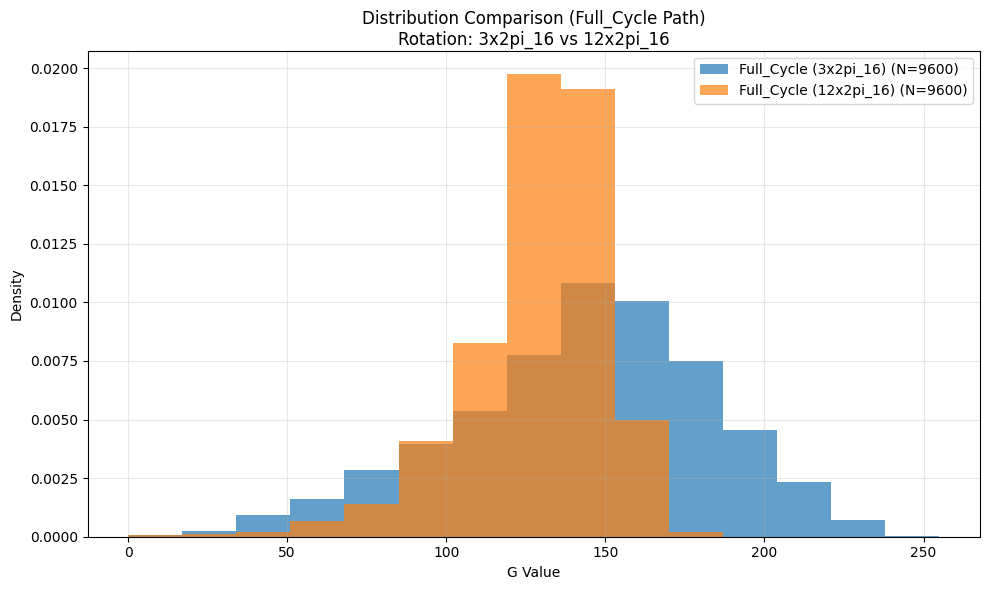 Distribution Comparison (Full_Cycle Path)
Rotation: 3x2pi_16 vs 12x2pi_16
Full_Cycle (3x2pi_16) (N=9600)
Full_Cycle (12x2pi_16) (N=9600)
0.0200
0.0175
0.0150
0.0125
0.0100
0.0075
0.0050
0.0025
0.0000
Density
0 50 100 150 200 250
G Value